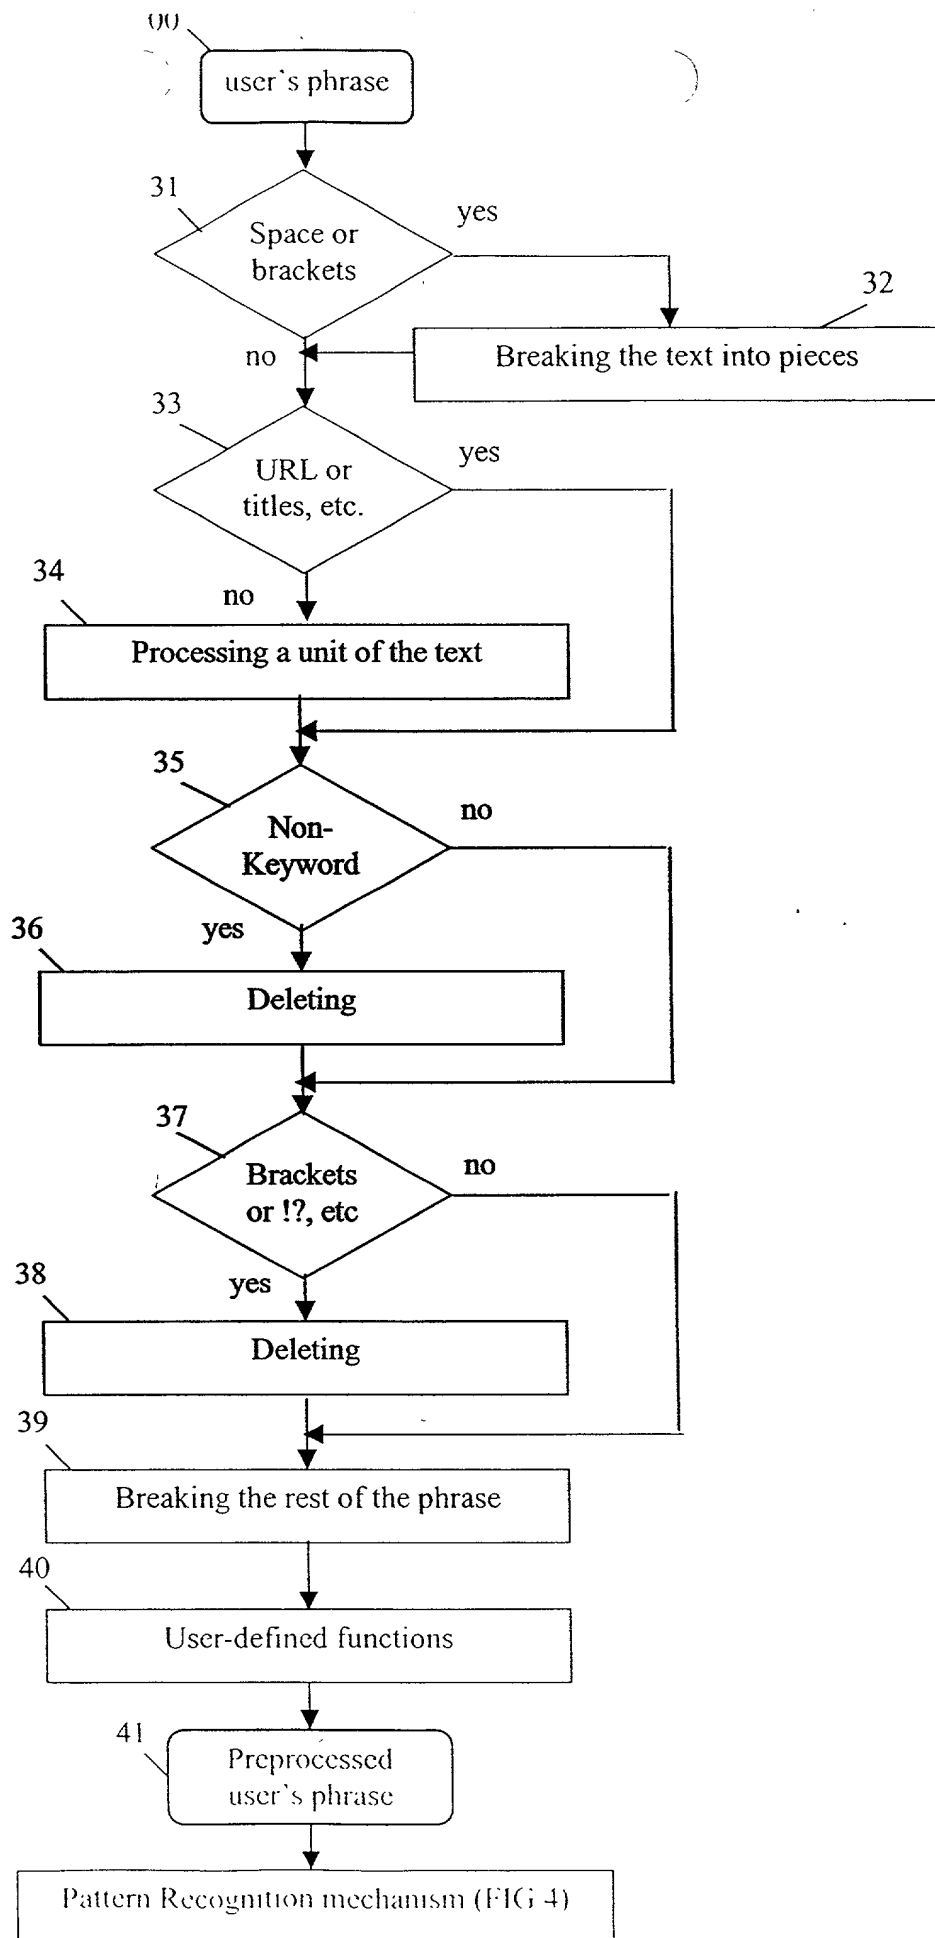 user's phrase
31
Space or
brackets
yes
32
Breaking the text into pieces
no
33
URL or
titles, etc.
yes
34
no
Processing a unit of the text
35
Non-
Keyword
no
36
yes
Deleting
37
Brackets
or !?, etc
no
38
yes
Deleting
39
Breaking the rest of the phrase
40
User-defined functions
41
Preprocessed
user's phrase
Pattern Recognition mechanism (FIG 4)